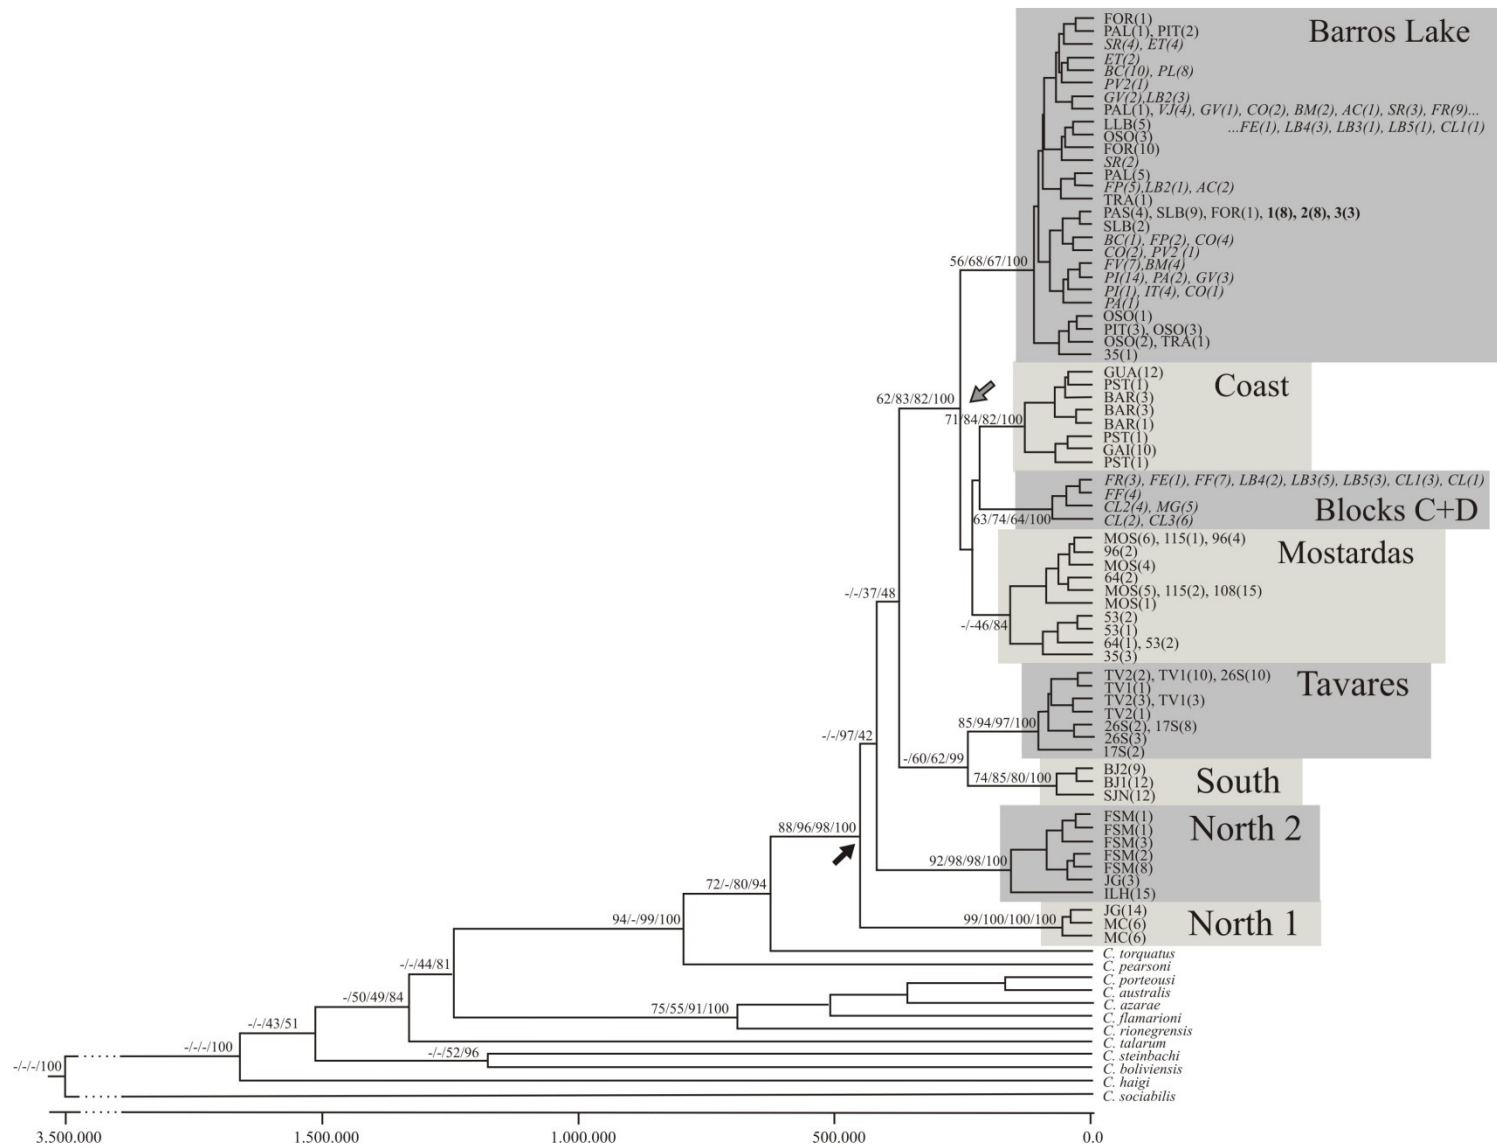 FOR(1)
Barros Lake
PAL(1), PIT(2)
SR(4), ET(4)
ET(2)
BC(10), PL(8)
PV2(1)
GV(2),LB2(3)
PAL(1), VJ(4), GV(1), CO(2), BM(2), AC(1), SR(3), FR(9)...
LLB(5)
...FE(1), LB4(3), LB3(1), LB5(1), CL1(1)
OSO(3)
FOR(10)
SR(2)
PAL(5)
FP(5),LB2(1), AC(2)
TRA(1)
PAS(4), SLB(9), FOR(1), 1(8), 2(8), 3(3)
SLB(2)
BC(1), FP(2), CO(4)
CO(2), PV2 (1)
56/68/67/100
FV(7),BM(4)
PI(14), PA(2), GV(3)
PI(1), IT(4), CO(1)
PA(1)
OSO(1)
PIT(3), OSO(3)
OSO(2), TRA(1)
35(1)
GUA(12)
Coast
PST(1)
BAR(3)
62/83/82/100
BAR(3)
71/84/82/100
BAR(1)
PST(1)
GAI(10)
PST(1)
FR(3), FE(1), FF(7), LB4(2), LB3(5), LB5(3), CL1(3), CL(1)
FF(4)
CL2(4), MG(5)
Blocks C+D
63/74/64/100
CL(2), CL3(6)
MOS(6), 115(1), 96(4)
Mostardas
96(2)
MOS(4)
64(2)
-/-/37/48
MOS(5), 115(2), 108(15)
MOS(1)
53(2)
-/-46/84
53(1)
64(1), 53(2)
35(3)
TV2(2), TV1(10), 26S(10)
Tavares
TV1(1)
TV2(3), TV1(3)
TV2(1)
85/94/97/100
26S(2), 17S(8)
-/-/97/42
26S(3)
17S(2)
-/60/62/99
BJ2(9)
74/85/80/100
BJ1(12)
South
SJN(12)
FSM(1)
North 2
88/96/98/100
FSM(1)
FSM(3)
FSM(2)
92/98/98/100
FSM(8)
JG(3)
72/-/80/94
ILH(15)
JG(14)
North 1
94/-/99/100
99/100/100/100
MC(6)
MC(6)
C. torquatus
-/-/44/81
C. pearsoni
C. porteousi
C. australis
-/50/49/84
75/55/91/100
C. azarae
C. flamarioni
-/-/43/51
C. rionegrensis
C. talarum
-/-/-/100
-/-/52/96
C. steinbachi
-/-/-/100
C. boliviensis
C. haigi
C. sociabilis
3.500.000
1.500.000
1.000.000
500.000
0.0